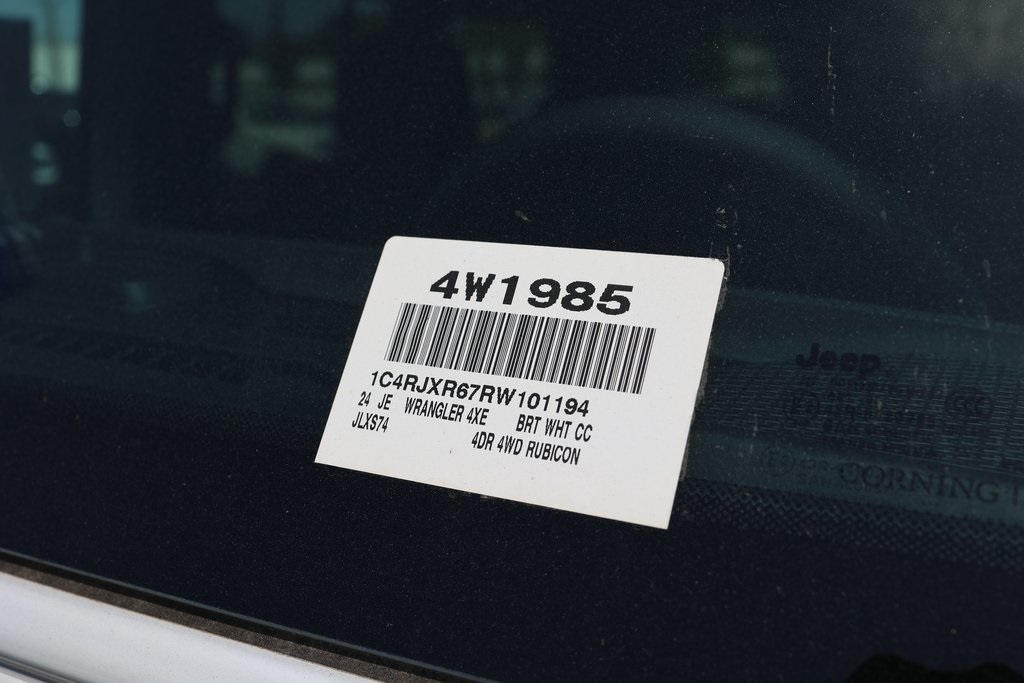 4W1985
1C4RJXR67RW101194
24 JE WRANGLER 4XE BRT WHT CC
JLXS74 4DR 4WD RUBICON
Jeep
CORNING